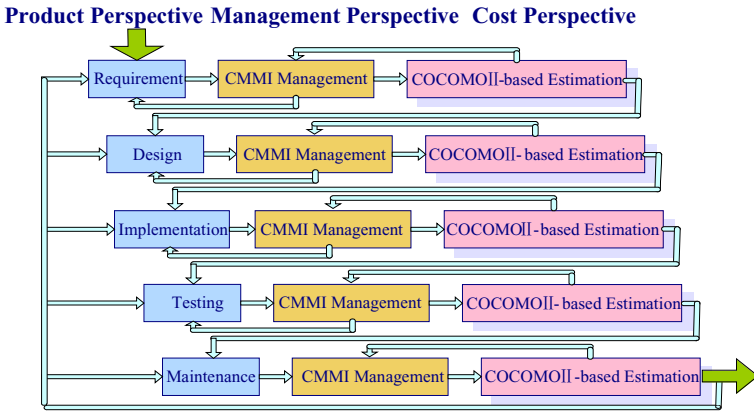 Product Perspective Management Perspective Cost Perspective
Requirement CMMI Management COCOMOⅡ-based Estimation
Design CMMI Management COCOMOⅡ- based Estimation
Implementation CMMI Management COCOMOⅡ-based Estimation
Testing CMMI Management COCOMOⅡ- based Estimation
Maintenance CMMI Management COCOMOⅡ-based Estimation